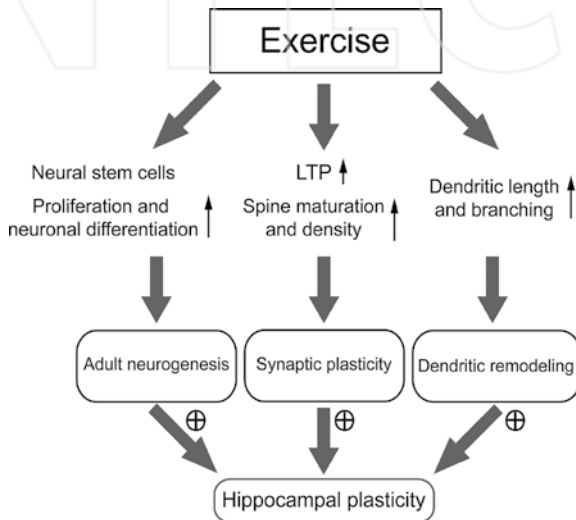 Exercise
Neural stem cells
Proliferation and
neuronal differentiation
LTP
Spine maturation
and density
Dendritic length
and branching
Adult neurogenesis
Synaptic plasticity
Dendritic remodeling
Hippocampal plasticity